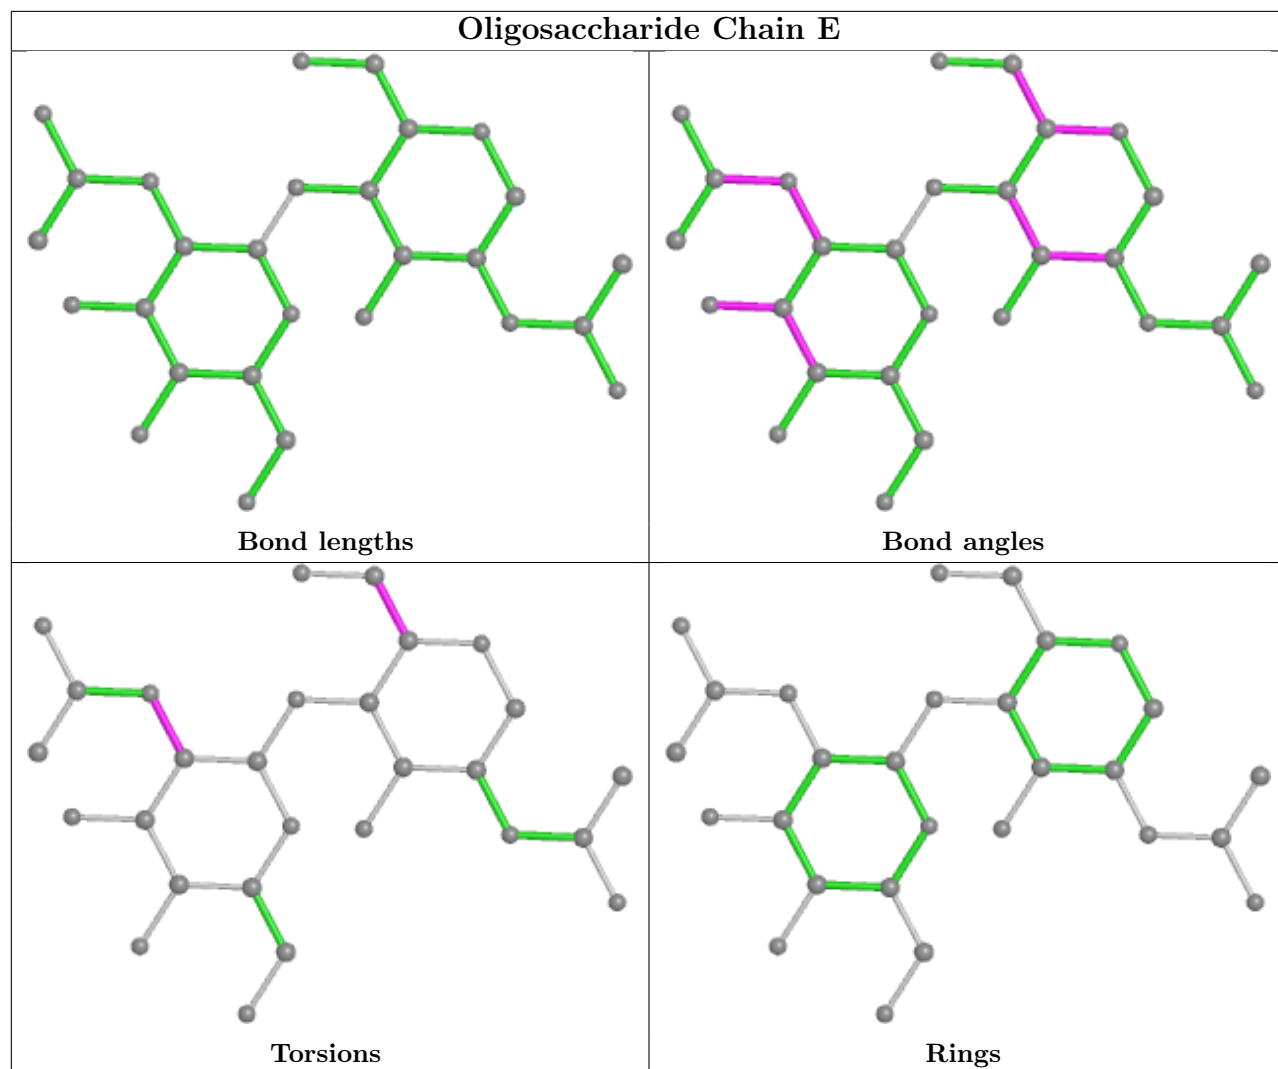 Oligosaccharide Chain E
Bond lengths
Bond angles
Torsions
Rings